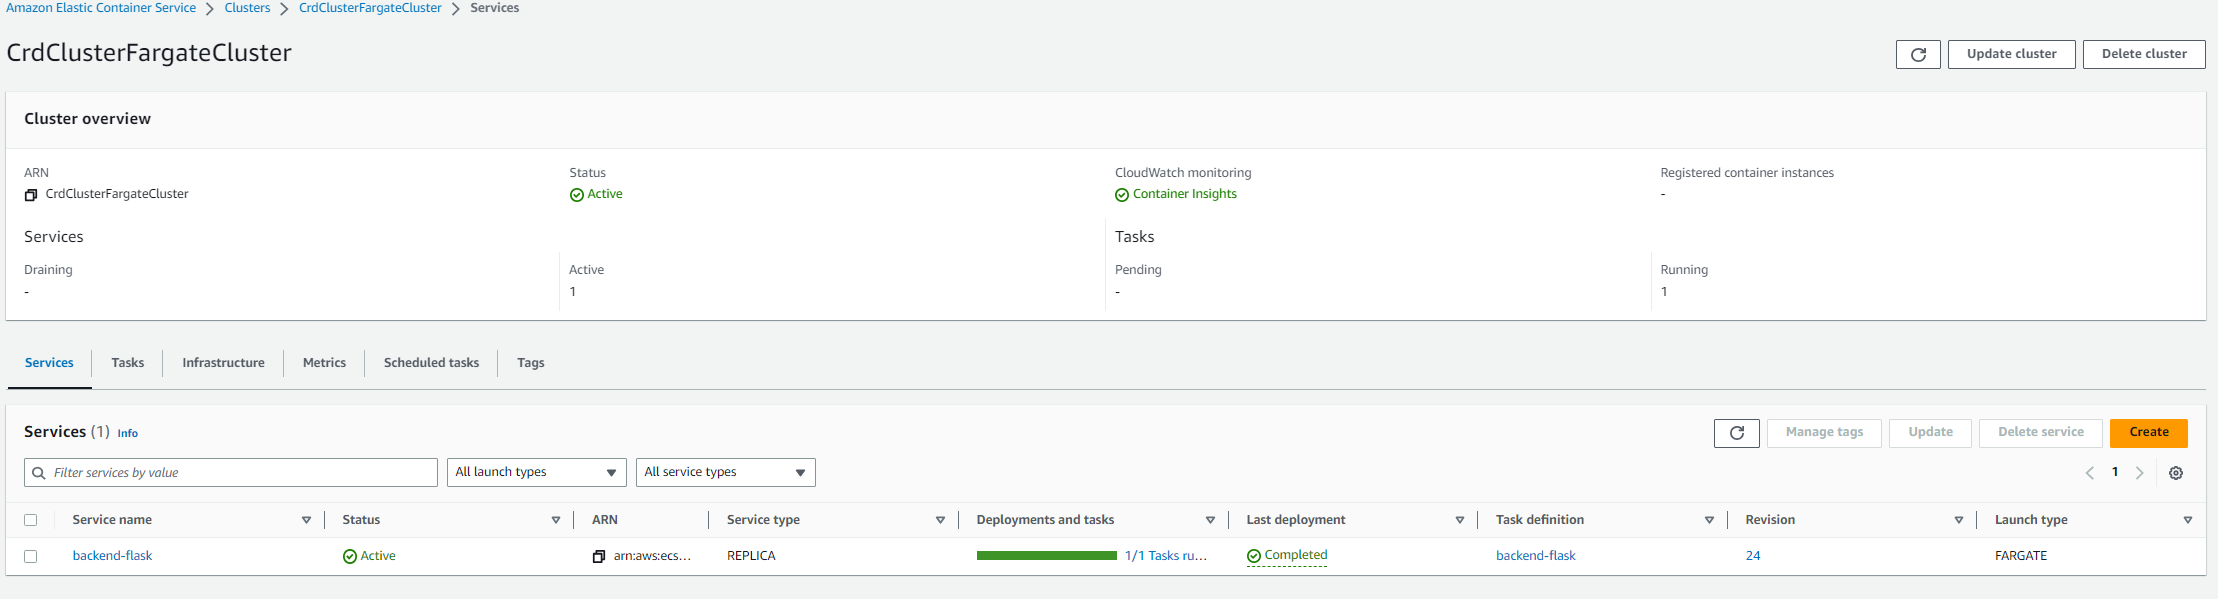 Amazon Elastic Container Service > Clusters > CrdClusterFargateCluster > Services
CrdClusterFargateCluster
Update cluster
Delete cluster
Cluster overview
ARN
CrdClusterFargateCluster
Status
Active
CloudWatch monitoring
Container Insights
Registered container instances
-
Services
Draining
-
Active
1
Tasks
Pending
-
Running
1
Services Tasks Infrastructure Metrics Scheduled tasks Tags
Services (1) Info
Manage tags
Update
Delete service
Create
Filter services by value
All launch types
All service types
1
Service name Status ARN Service type Deployments and tasks Last deployment Task definition Revision Launch type
backend-flask Active arn:aws:ecs... REPLICA 1/1 Tasks ru... Completed backend-flask 24 FARGATE